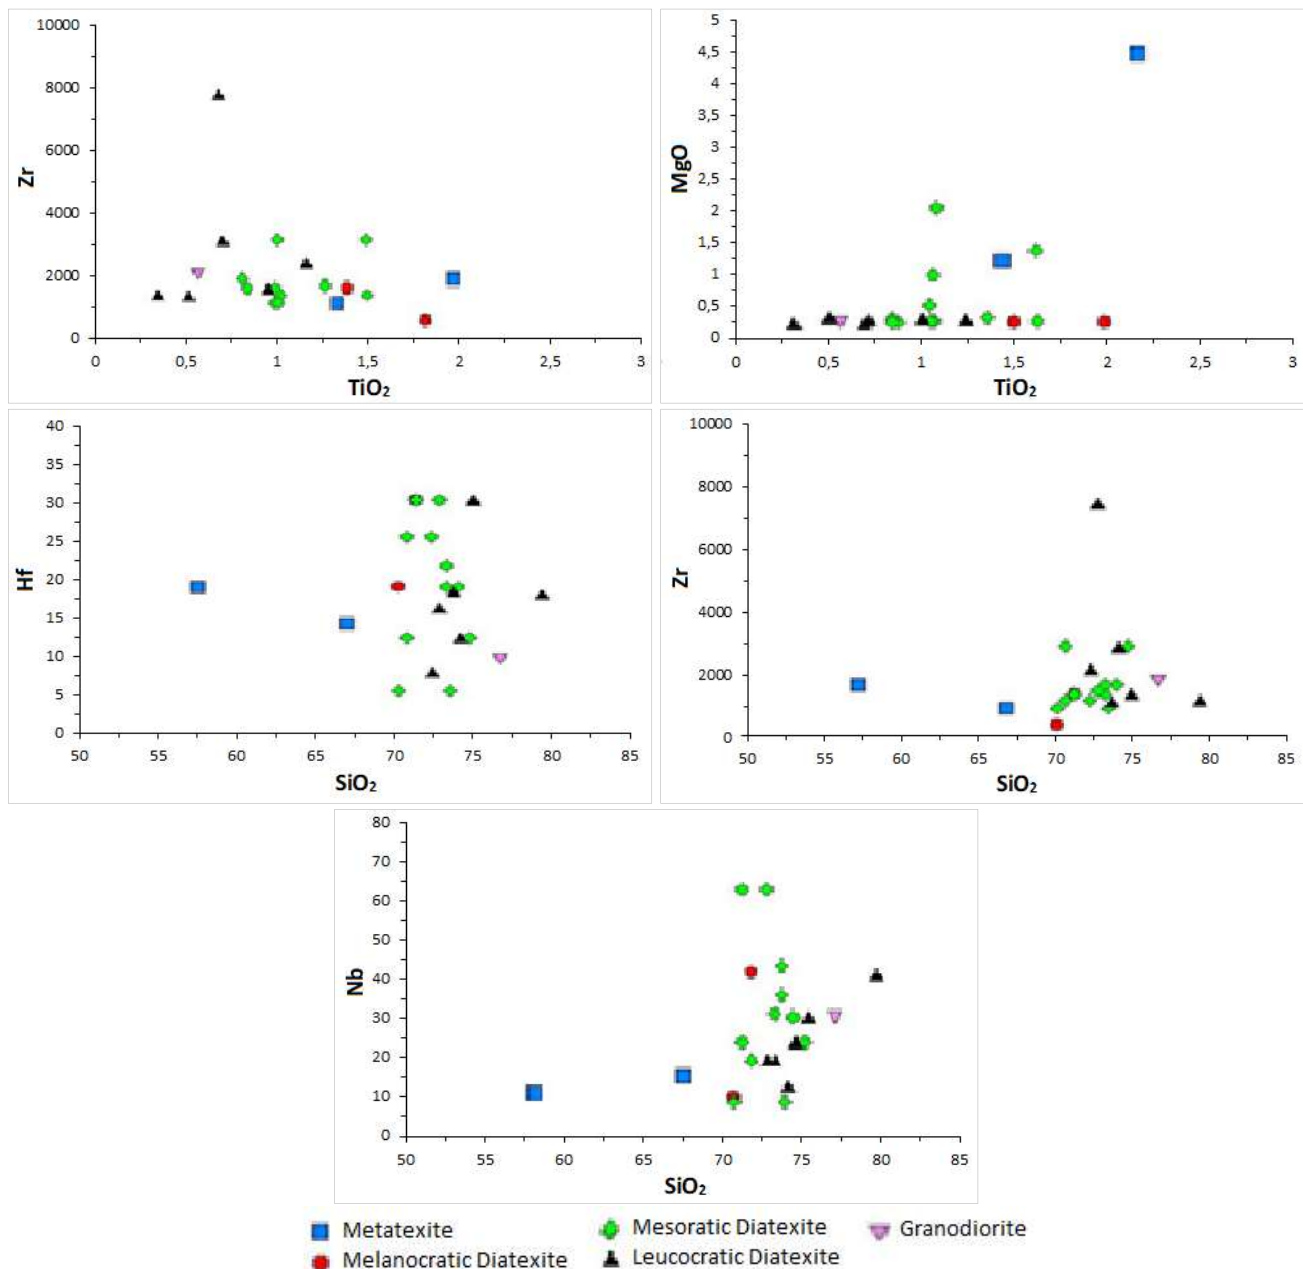 10000
8000
6000
4000
2000
0
Zr
0 0,5 1 1,5 2 2,5 3
TiO₂
5
4,5
4
3,5
3
2,5
2
1,5
1
0,5
0
MgO
0 0,5 1 1,5 2 2,5 3
TiO₂
40
35
30
25
20
15
10
5
0
Hf
50 55 60 65 70 75 80 85
SiO₂
10000
8000
6000
4000
2000
0
Zr
50 55 60 65 70 75 80 85
SiO₂
80
70
60
50
40
30
20
10
0
Nb
50 55 60 65 70 75 80 85
SiO₂
Metatexite Mesoratic Diatexite Granodiorite
Melanocratic Diatexite Leucocratic Diatexite